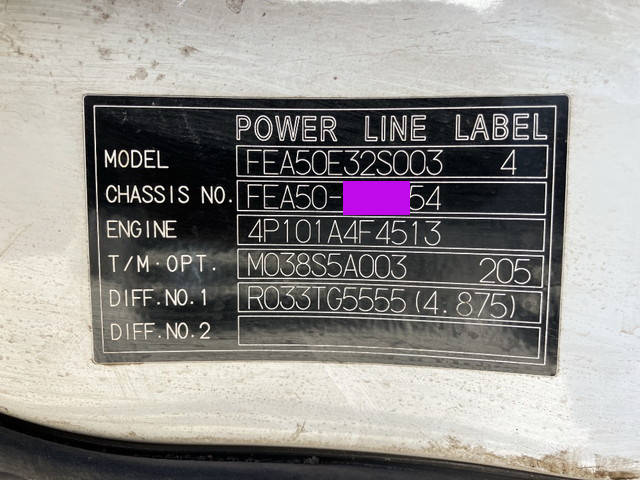 POWER LINE LABEL
MODEL FEA50E32S003 4
CHASSIS NO. FEA50- 54
ENGINE 4P101A4F4513
T/M·OPT. M038S5A003 205
DIFF.NO.1 R033TG5555(4.875)
DIFF.NO.2